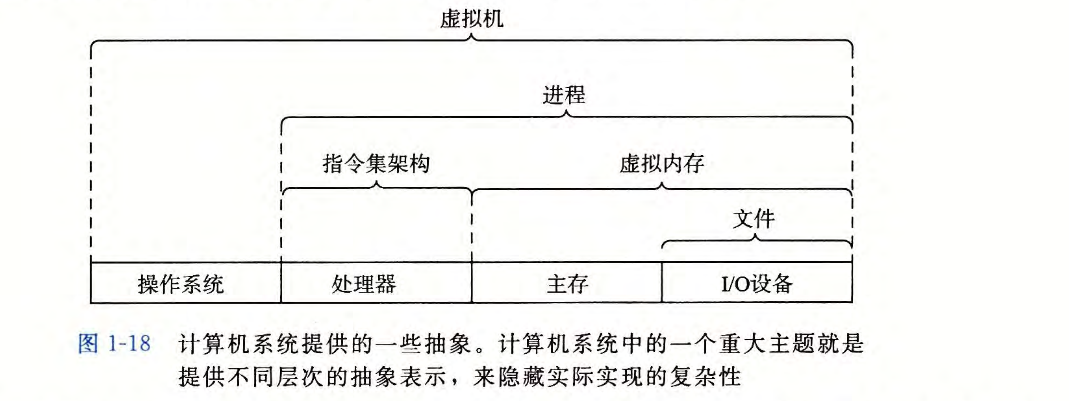 虚拟机
进程
指令集架构 虚拟内存
文件
操作系统 处理器 主存 I/O设备
图 1-18 计算机系统提供的一些抽象。计算机系统中的一个重大主题就是
提供不同层次的抽象表示，来隐藏实际实现的复杂性